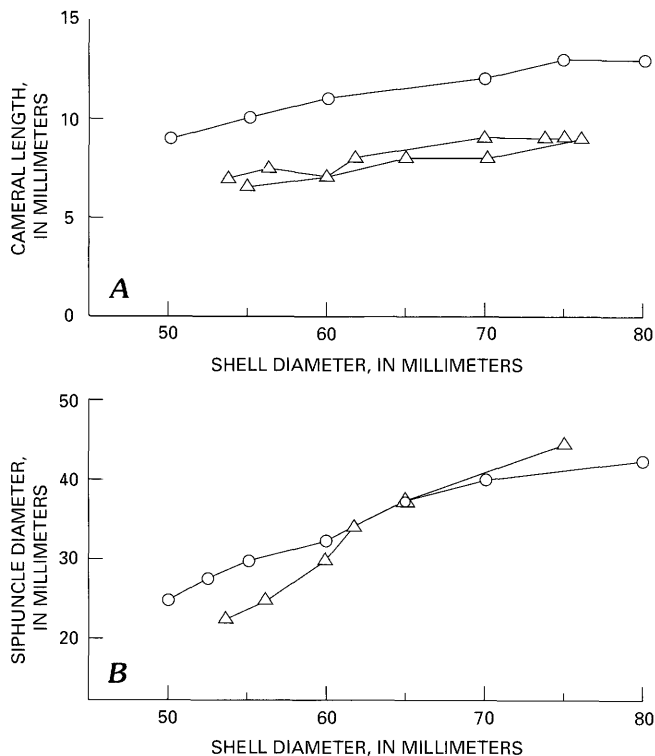 15
10
5
0
CAMERAL LENGTH,
IN MILLIMETERS
A
50
60
70
80
SHELL DIAMETER, IN MILLIMETERS
50
40
30
20
SIPHUNCLE DIAMETER,
IN MILLIMETERS
B
50
60
70
80
SHELL DIAMETER, IN MILLIMETERS